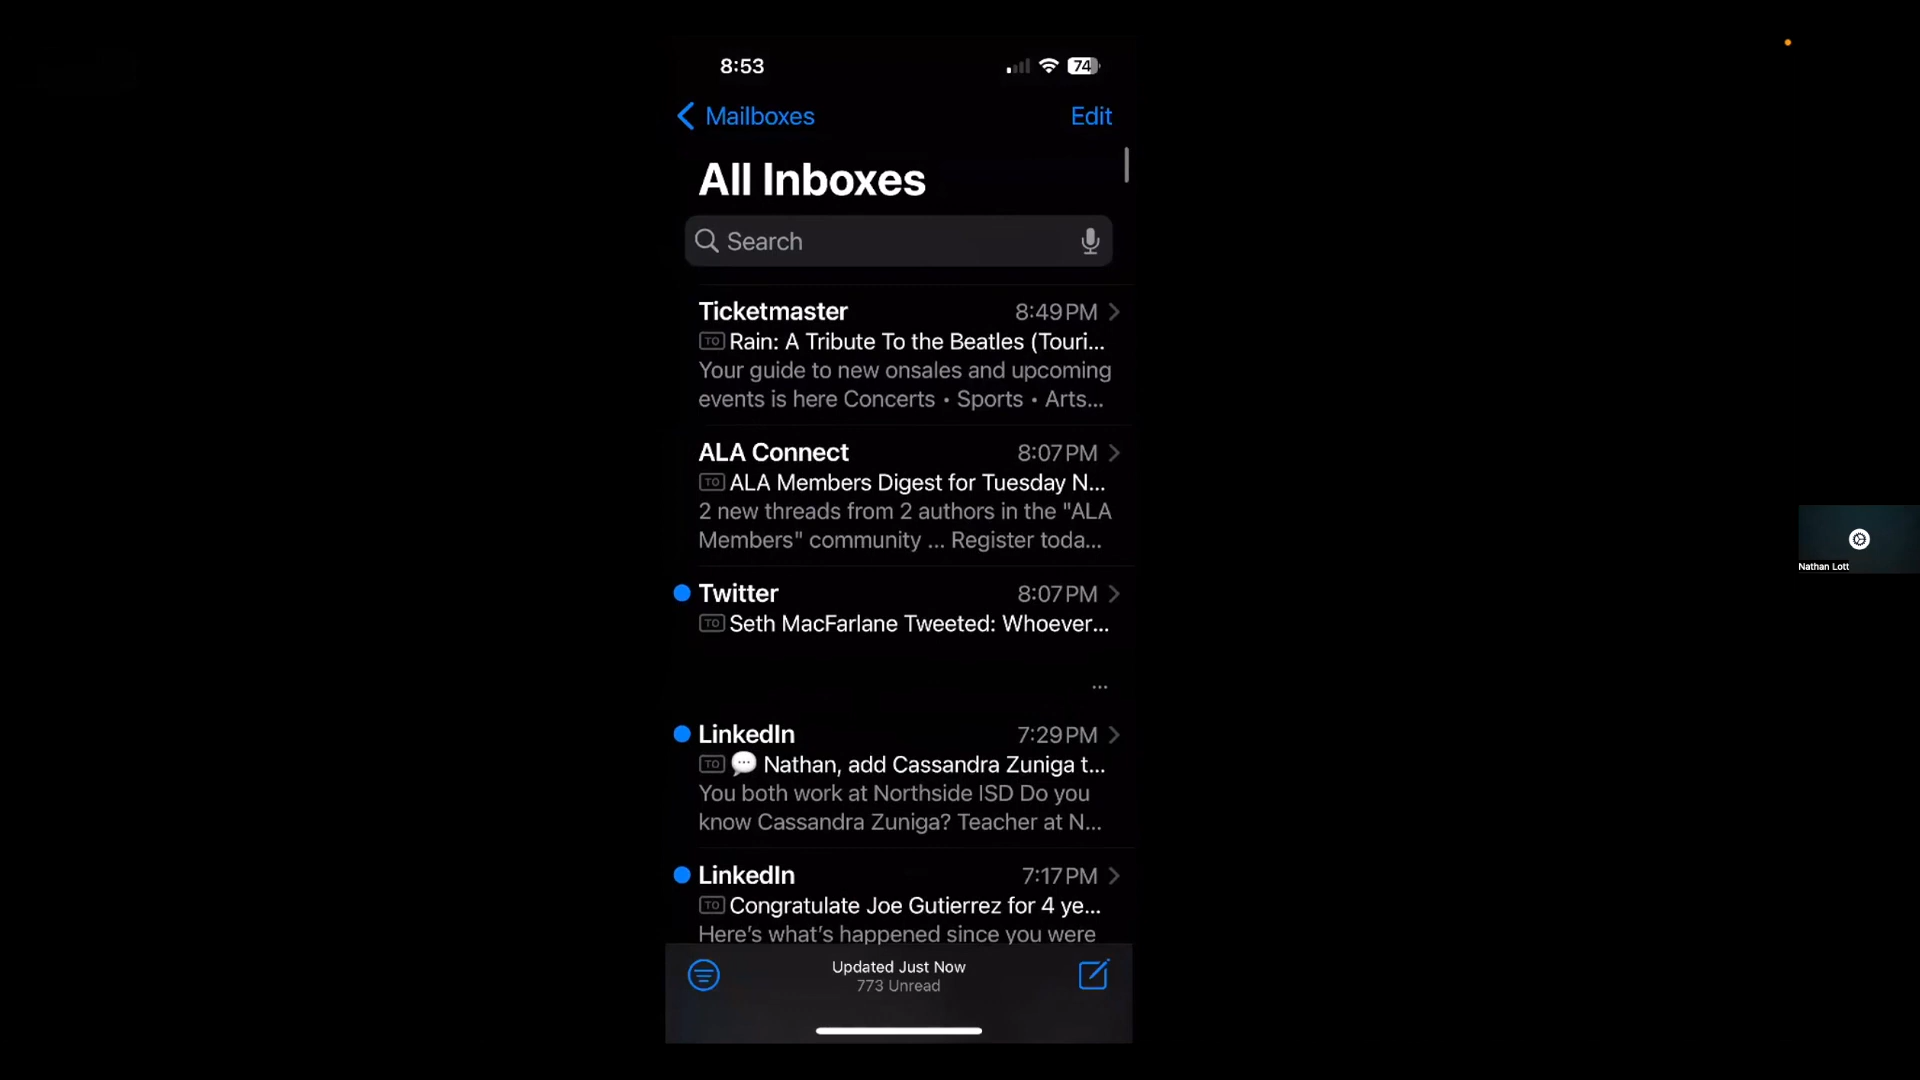 8:53
74
Mailboxes
Edit
All Inboxes
Search
Ticketmaster 8:49 PM
TO Rain: A Tribute To the Beatles (Touri...
Your guide to new onsales and upcoming
events is here Concerts • Sports • Arts...
ALA Connect 8:07 PM
TO ALA Members Digest for Tuesday N...
2 new threads from 2 authors in the "ALA
Members" community ... Register toda...
Twitter 8:07 PM
TO Seth MacFarlane Tweeted: Whoever...
...
LinkedIn 7:29 PM
TO 💬 Nathan, add Cassandra Zuniga t...
You both work at Northside ISD Do you
know Cassandra Zuniga? Teacher at N...
LinkedIn 7:17 PM
TO Congratulate Joe Gutierrez for 4 ye...
Here's what's happened since you were
Updated Just Now
773 Unread
Nathan Lott